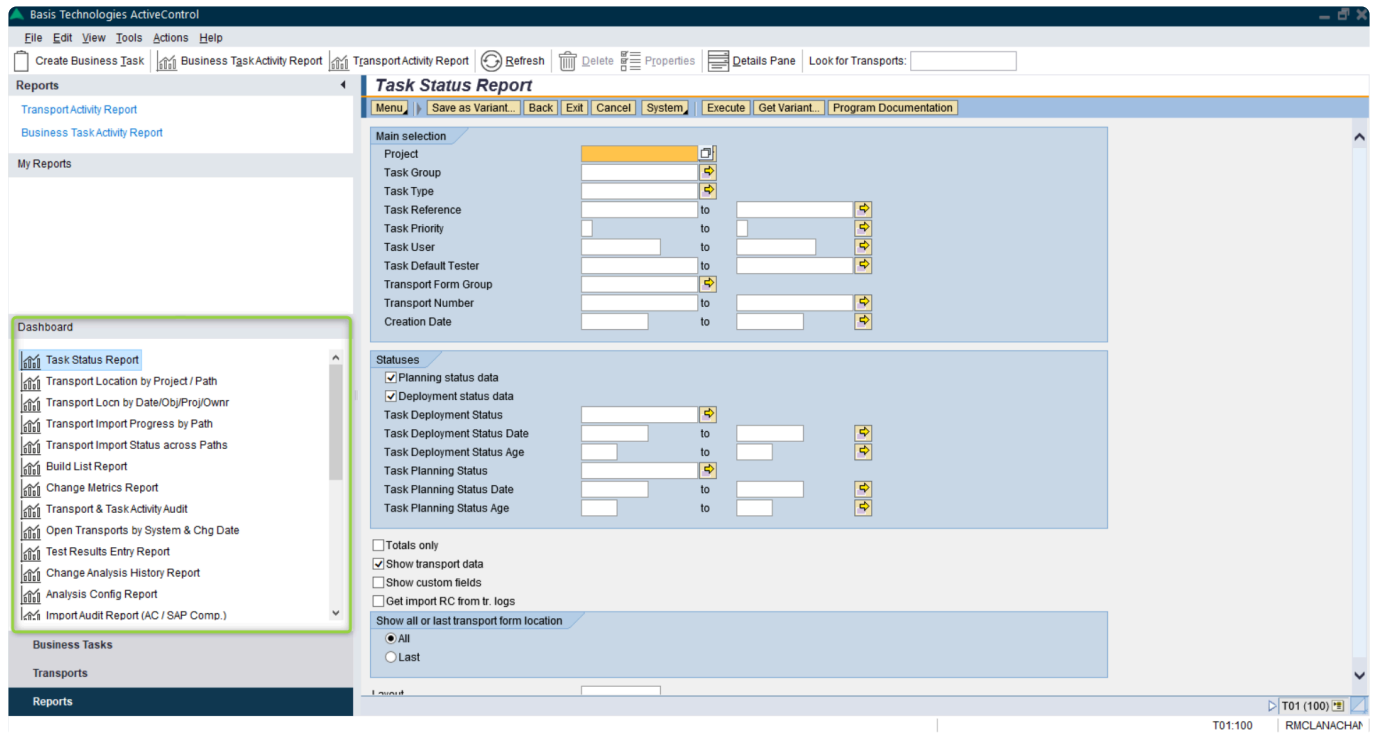 Basis Technologies ActiveControl
File Edit View Tools Actions Help
Create Business Task Business Task Activity Report Transport Activity Report Refresh Delete Properties Details Pane Look for Transports:
Reports
Transport Activity Report
Business Task Activity Report
My Reports
Dashboard
Task Status Report
Transport Location by Project / Path
Transport Locn by Date/Obj/Proj/Ownr
Transport Import Progress by Path
Transport Import Status across Paths
Build List Report
Change Metrics Report
Transport & Task Activity Audit
Open Transports by System & Chg Date
Test Results Entry Report
Change Analysis History Report
Analysis Config Report
Import Audit Report (AC / SAP Comp.)
Business Tasks
Transports
Reports
Task Status Report
Menu Save as Variant... Back Exit Cancel System Execute Get Variant... Program Documentation
Main selection
Project
Task Group
Task Type
Task Reference to
Task Priority to
Task User to
Task Default Tester to
Transport Form Group
Transport Number to
Creation Date to
Statuses
Planning status data
Deployment status data
Task Deployment Status
Task Deployment Status Date to
Task Deployment Status Age to
Task Planning Status
Task Planning Status Date to
Task Planning Status Age to
Totals only
Show transport data
Show custom fields
Get import RC from tr. logs
Show all or last transport form location
All
Last
Layout
T01 (100)
T01:100 RMCLANACHAN